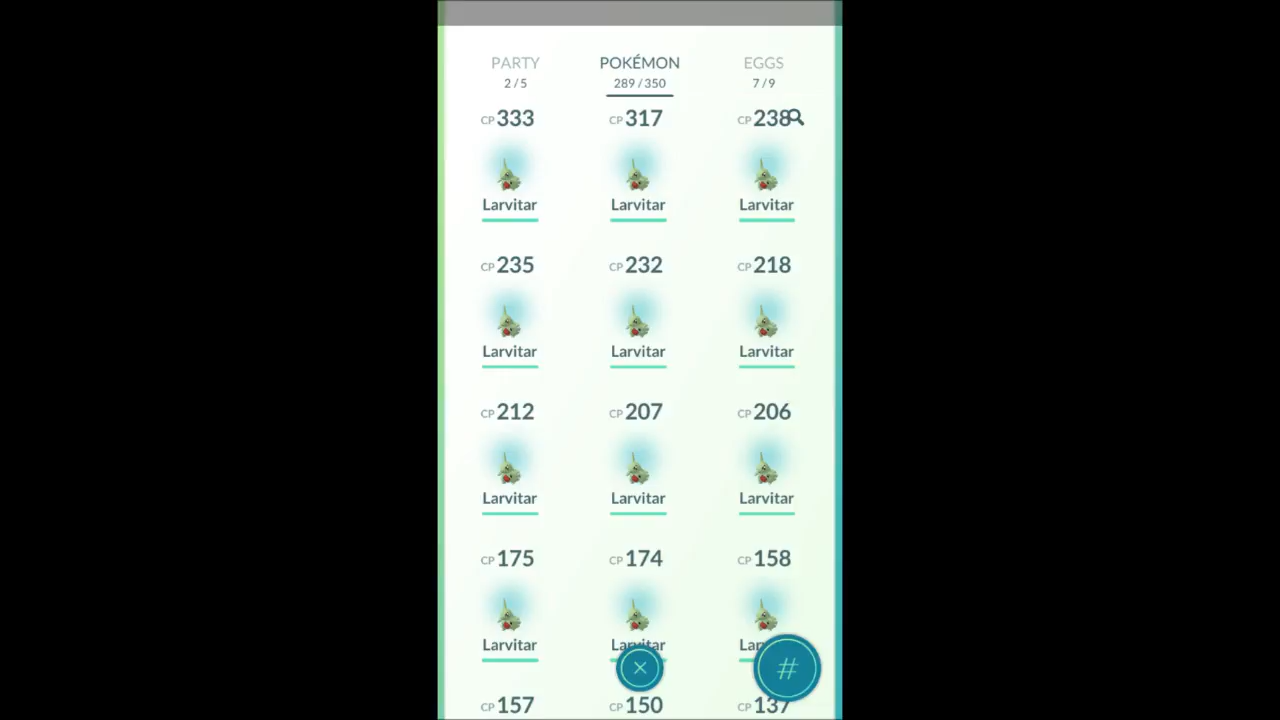 PARTY POKÉMON EGGS
2 / 5 289 / 350 7 / 9
CP 333 CP 317 CP 238
Larvitar Larvitar Larvitar
CP 235 CP 232 CP 218
Larvitar Larvitar Larvitar
CP 212 CP 207 CP 206
Larvitar Larvitar Larvitar
CP 175 CP 174 CP 158
Larvitar Larvitar Lar
#
CP 157 CP 150 CP 137